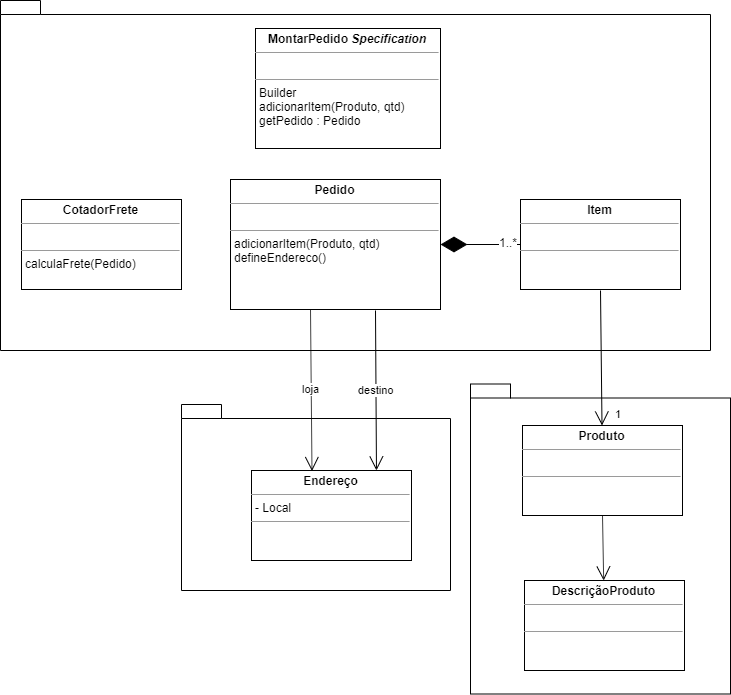 MontarPedido Specification
Builder
adicionarItem(Produto, qtd)
getPedido : Pedido
CotadorFrete
calculaFrete(Pedido)
Pedido
adicionarItem(Produto, qtd)
defineEndereco()
1..*
Item
loja
destino
1
Endereço
- Local
Produto
DescriçãoProduto